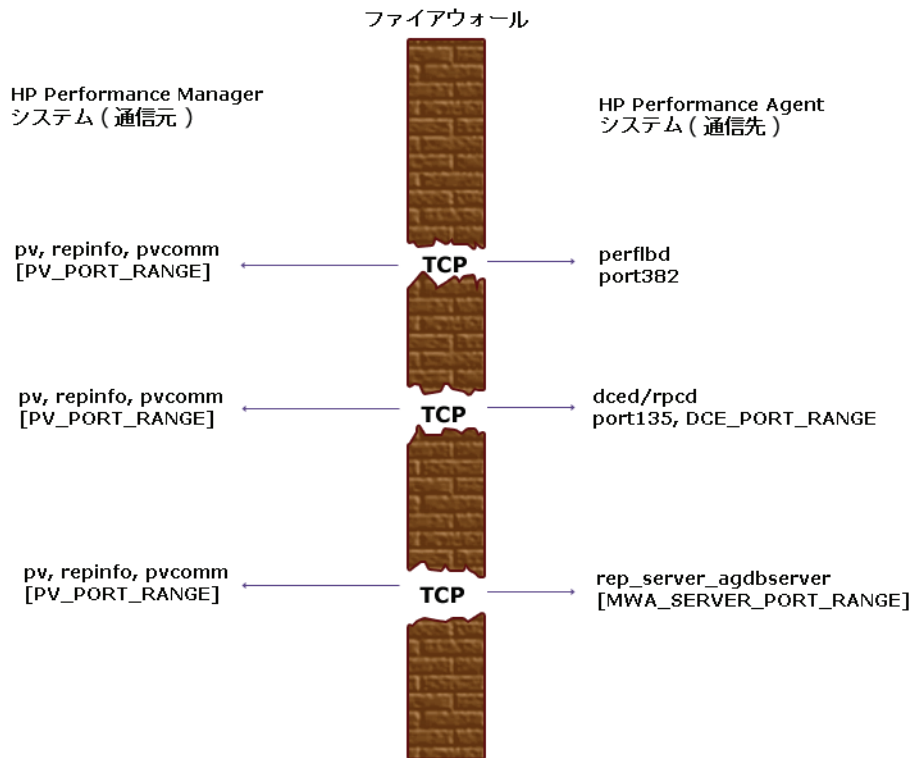 ファイアウォール
HP Performance Manager
システム ( 通信元 )
HP Performance Agent
システム ( 通信先 )
pv, repinfo, pvcomm
[PV_PORT_RANGE]
TCP
perflbd
port382
pv, repinfo, pvcomm
[PV_PORT_RANGE]
TCP
dced/rpcd
port135, DCE_PORT_RANGE
pv, repinfo, pvcomm
[PV_PORT_RANGE]
TCP
rep_server_agdbserver
[MWA_SERVER_PORT_RANGE]